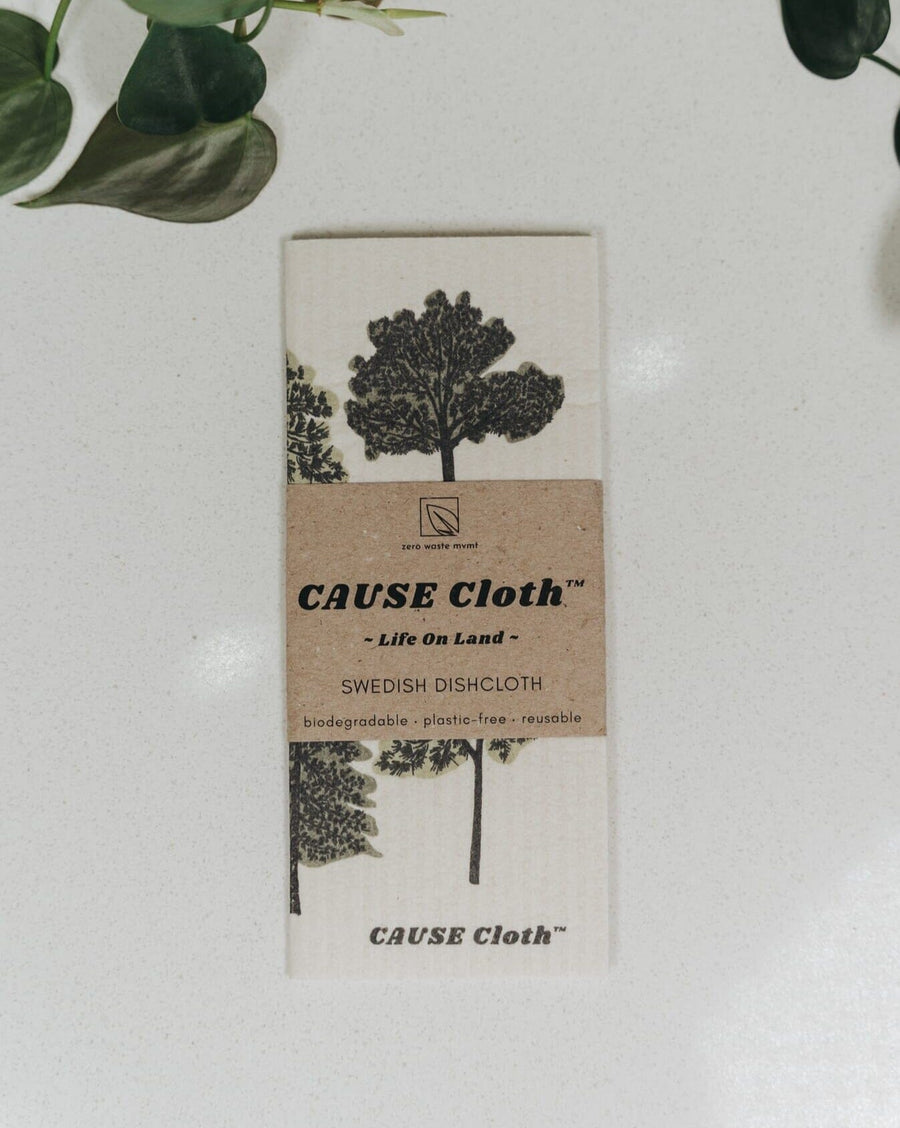 zero waste mvmt
CAUSE Cloth™
~ Life On Land ~
SWEDISH DISHCLOTH
biodegradable · plastic-free · reusable
CAUSE Cloth™